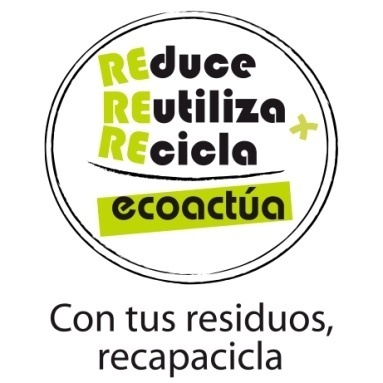 REduce
REutiliza
REcicla
ecoactúa
Con tus residuos,
recapacicla